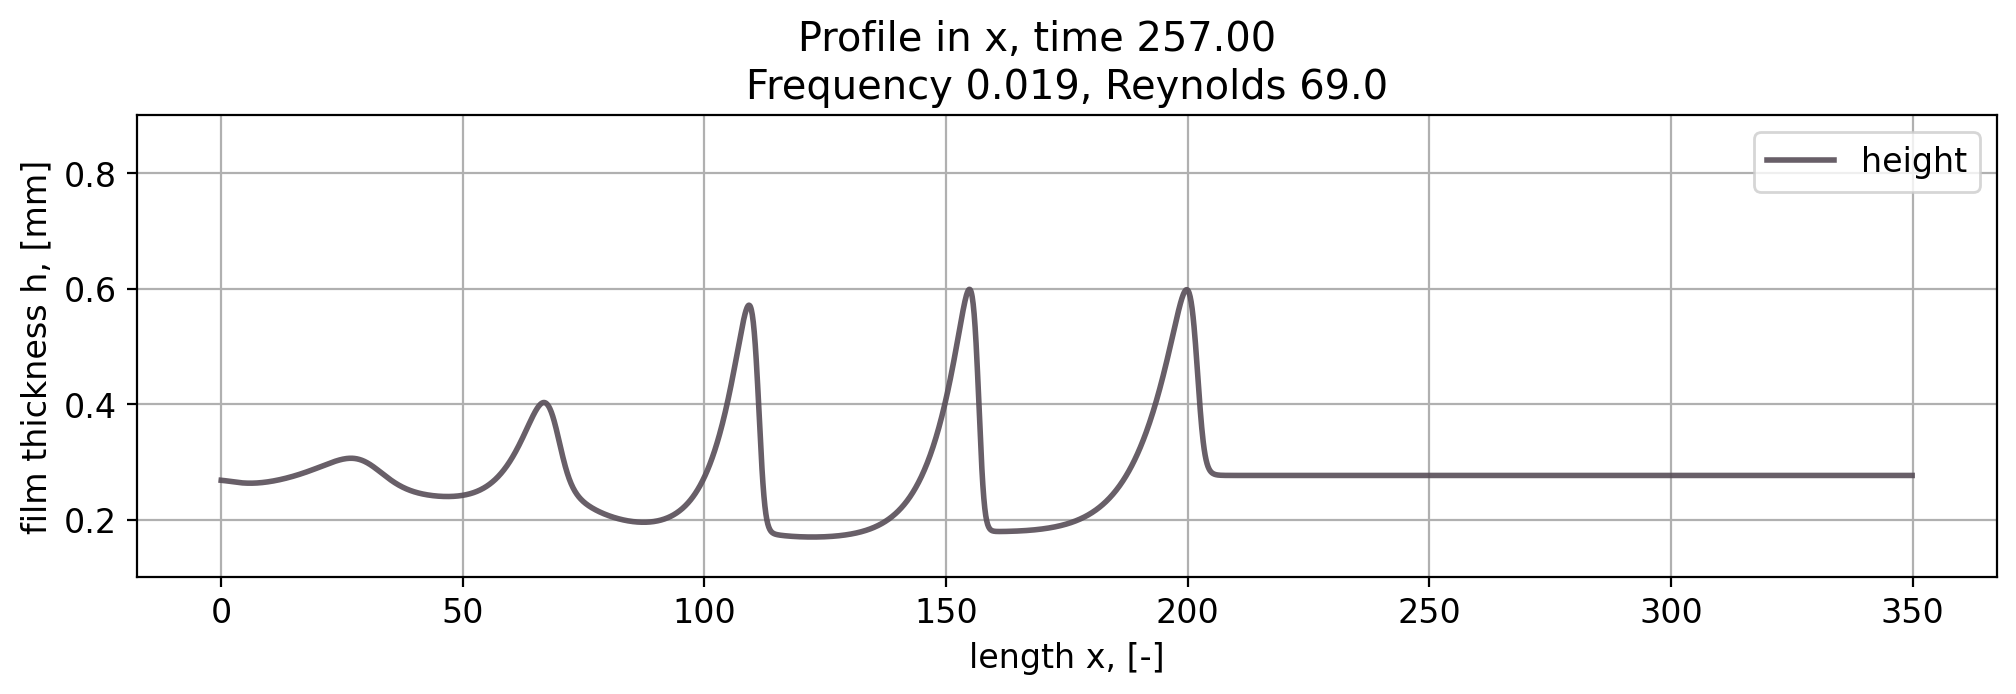 Profile in x, time 257.00
Frequency 0.019, Reynolds 69.0
height
film thickness h, [mm]
0.8
0.6
0.4
0.2
0 50 100 150 200 250 300 350
length x, [-]